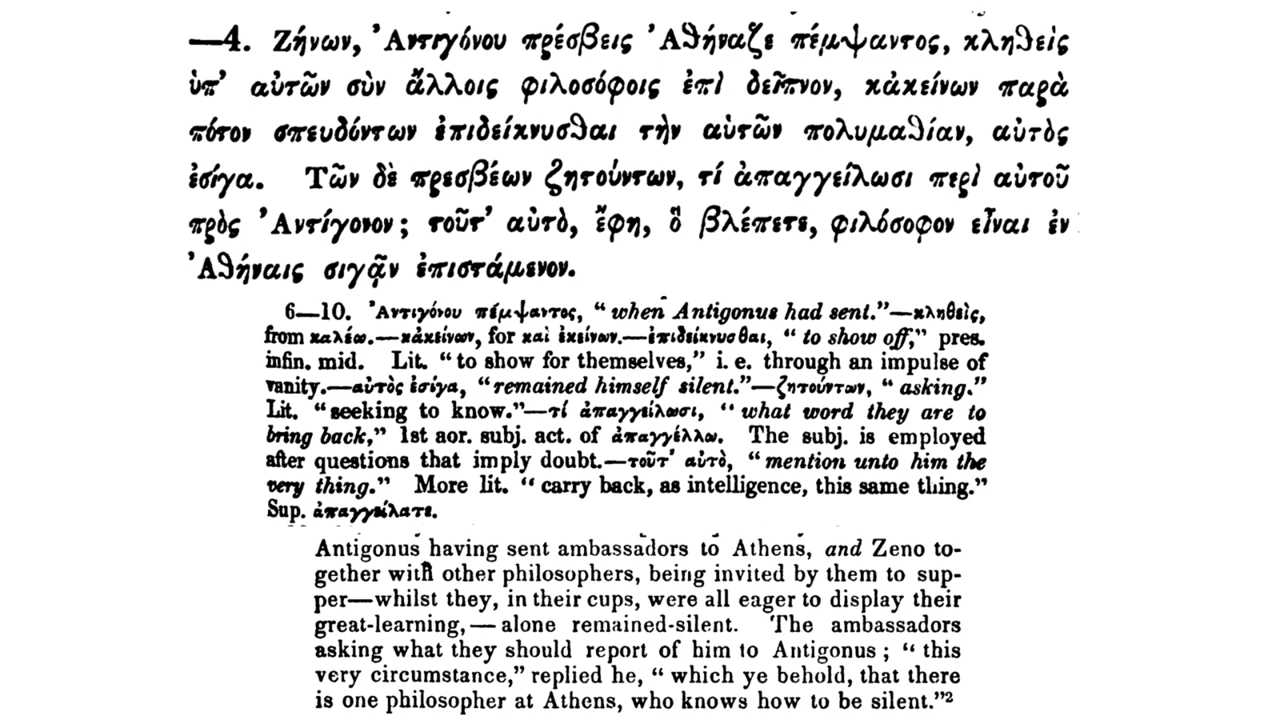 —4. Ζήνων, Ἀντιγόνου πρέσβεις Ἀθήναζε πέμψαντος, κληθεὶς
ὑπ' αὐτῶν σὺν ἄλλοις φιλοσόφοις ἐπὶ δεῖπνον, κἀκείνων παρὰ
πότον σπευδόντων ἐπιδείκνυσθαι τὴν αὑτῶν πολυμαθίαν, αὐτὸς
ἐσίγα. Τῶν δὲ πρεσβέων ζητούντων, τί ἀπαγγείλωσι περὶ αὐτοῦ
πρὸς Ἀντίγονον; τοῦτ' αὐτὸ, ἔφη, ὃ βλέπετε, φιλόσοφον εἶναι ἐν
Ἀθήναις σιγᾷν ἐπιστάμενον.
6—10. Ἀντιγόνου πέμψαντος, “when Antigonus had sent.”—κληθεὶς,
from καλέω.—κἀκείνων, for καὶ ἐκείνων.—ἐπιδείκνυσθαι, “to show off,” pres.
infin. mid. Lit. “to show for themselves,” i. e. through an impulse of
vanity.—αὐτὸς ἐσίγα, “remained himself silent.”—ζητούντων, “asking.”
Lit. “seeking to know.”—τί ἀπαγγείλωσι, “what word they are to
bring back,” 1st aor. subj. act. of ἀπαγγέλλω. The subj. is employed
after questions that imply doubt.—τοῦτ' αὐτὸ, “mention unto him the
very thing.” More lit. “carry back, as intelligence, this same thing.”
Sup. ἀπαγγείλατε.
Antigonus having sent ambassadors to Athens, and Zeno to-
gether with other philosophers, being invited by them to sup-
per—whilst they, in their cups, were all eager to display their
great-learning,—alone remained-silent. The ambassadors
asking what they should report of him to Antigonus; “this
very circumstance,” replied he, “which ye behold, that there
is one philosopher at Athens, who knows how to be silent.”²